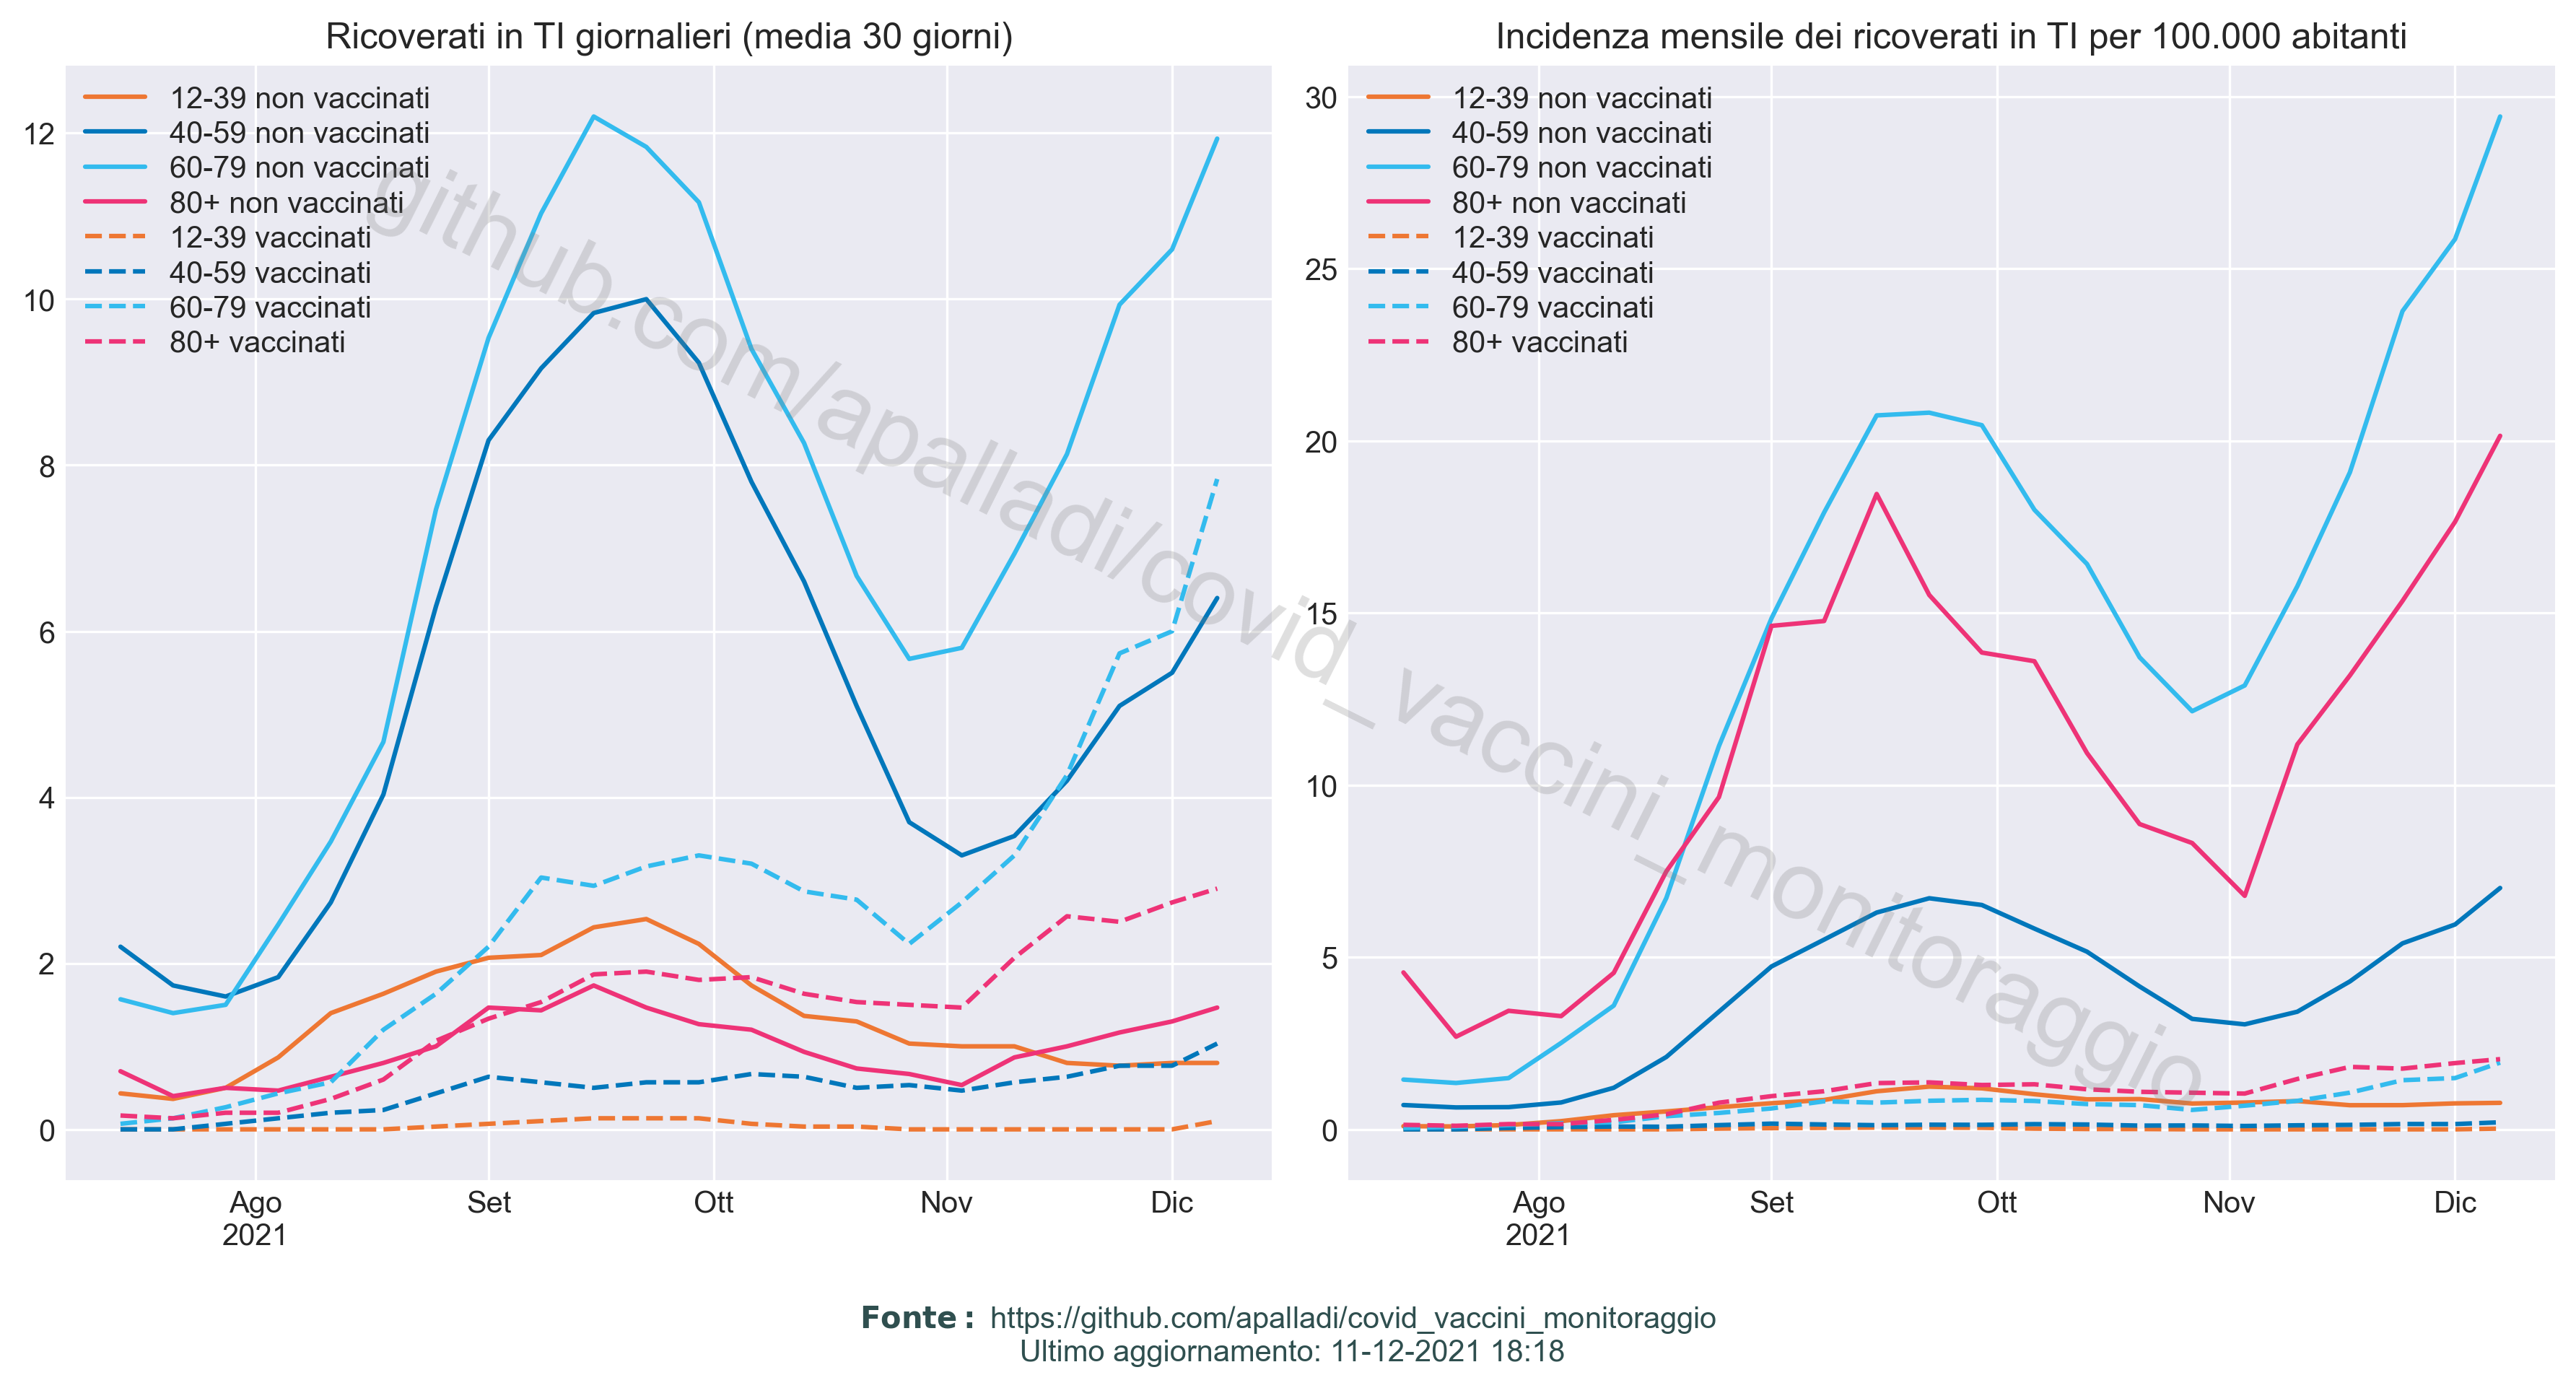 Ricoverati in TI giornalieri (media 30 giorni)
12-39 non vaccinati
40-59 non vaccinati
60-79 non vaccinati
80+ non vaccinati
12-39 vaccinati
40-59 vaccinati
60-79 vaccinati
80+ vaccinati
12
10
8
6
4
2
0
Ago
2021
Set
Ott
Nov
Dic
Incidenza mensile dei ricoverati in TI per 100.000 abitanti
12-39 non vaccinati
40-59 non vaccinati
60-79 non vaccinati
80+ non vaccinati
12-39 vaccinati
40-59 vaccinati
60-79 vaccinati
80+ vaccinati
30
25
20
15
10
5
0
Ago
2021
Set
Ott
Nov
Dic
github.com/apalladi/covid_vaccini_monitoraggio
Fonte: https://github.com/apalladi/covid_vaccini_monitoraggio
Ultimo aggiornamento: 11-12-2021 18:18